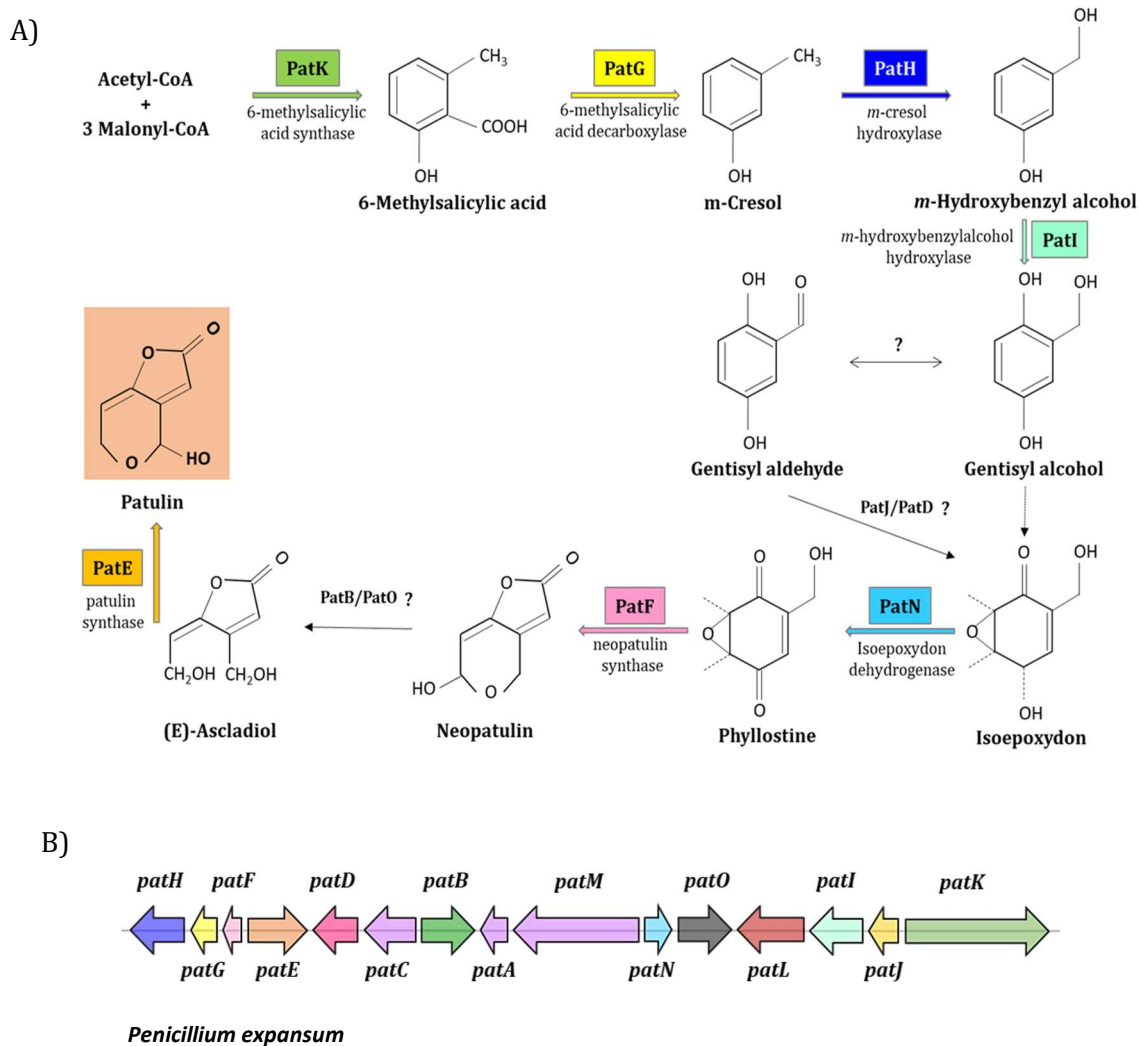 A)
Acetyl-CoA
+
3 Malonyl-CoA
PatK
6-methylsalicylic
acid synthase
CH3
COOH
OH
6-Methylsalicylic acid
PatG
6-methylsalicylic
acid decarboxylase
CH3
OH
m-Cresol
PatH
m-cresol
hydroxylase
OH
OH
m-Hydroxybenzyl alcohol
m-hydroxybenzylalcohol
hydroxylase
PatI
OH
O
OH
Gentisyl aldehyde
?
OH
OH
OH
Gentisyl alcohol
PatJ/PatD ?
O
O
O
HO
Patulin
PatE
patulin
synthase
O
O
CH2OH
CH2OH
(E)-Ascladiol
PatB/PatO ?
O
O
HO
O
Neopatulin
PatF
neopatulin
synthase
O
OH
O
O
Phyllostine
PatN
Isoepoxydon
dehydrogenase
O
OH
O
OH
Isoepoxydon
B)
patH
patF
patD
patB
patM
patO
patI
patK
patG
patE
patC
patA
patN
patL
patJ
Penicillium expansum